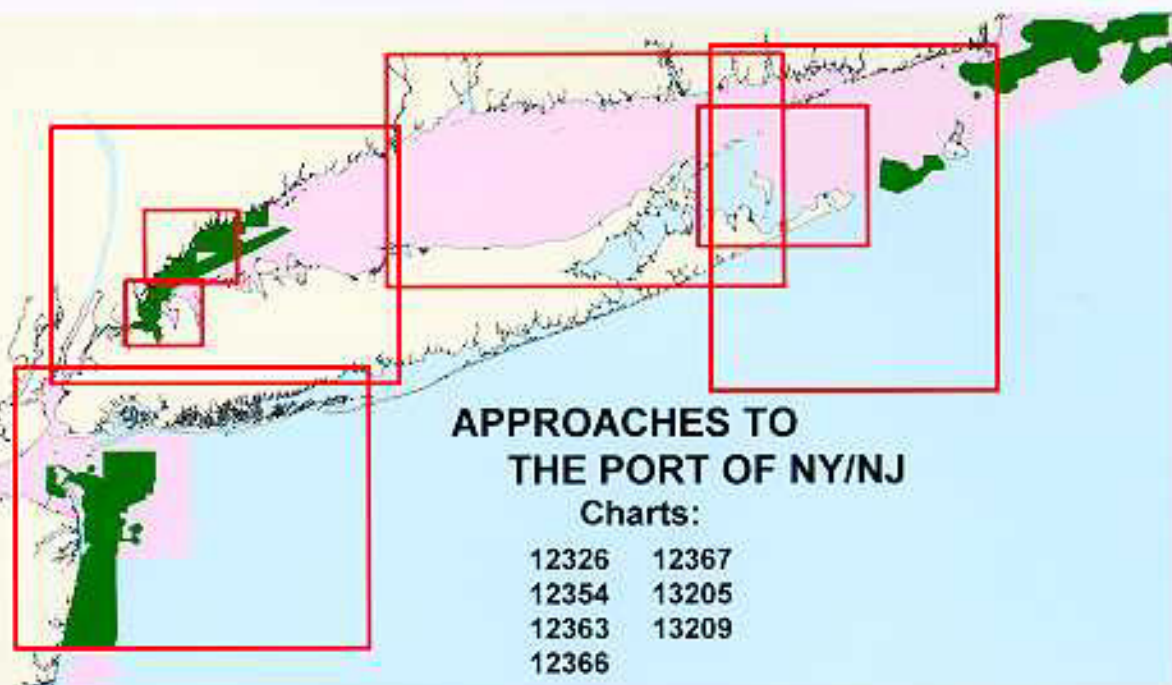 APPROACHES TO
THE PORT OF NY/NJ
Charts:
12326 12367
12354 13205
12363 13209
12366